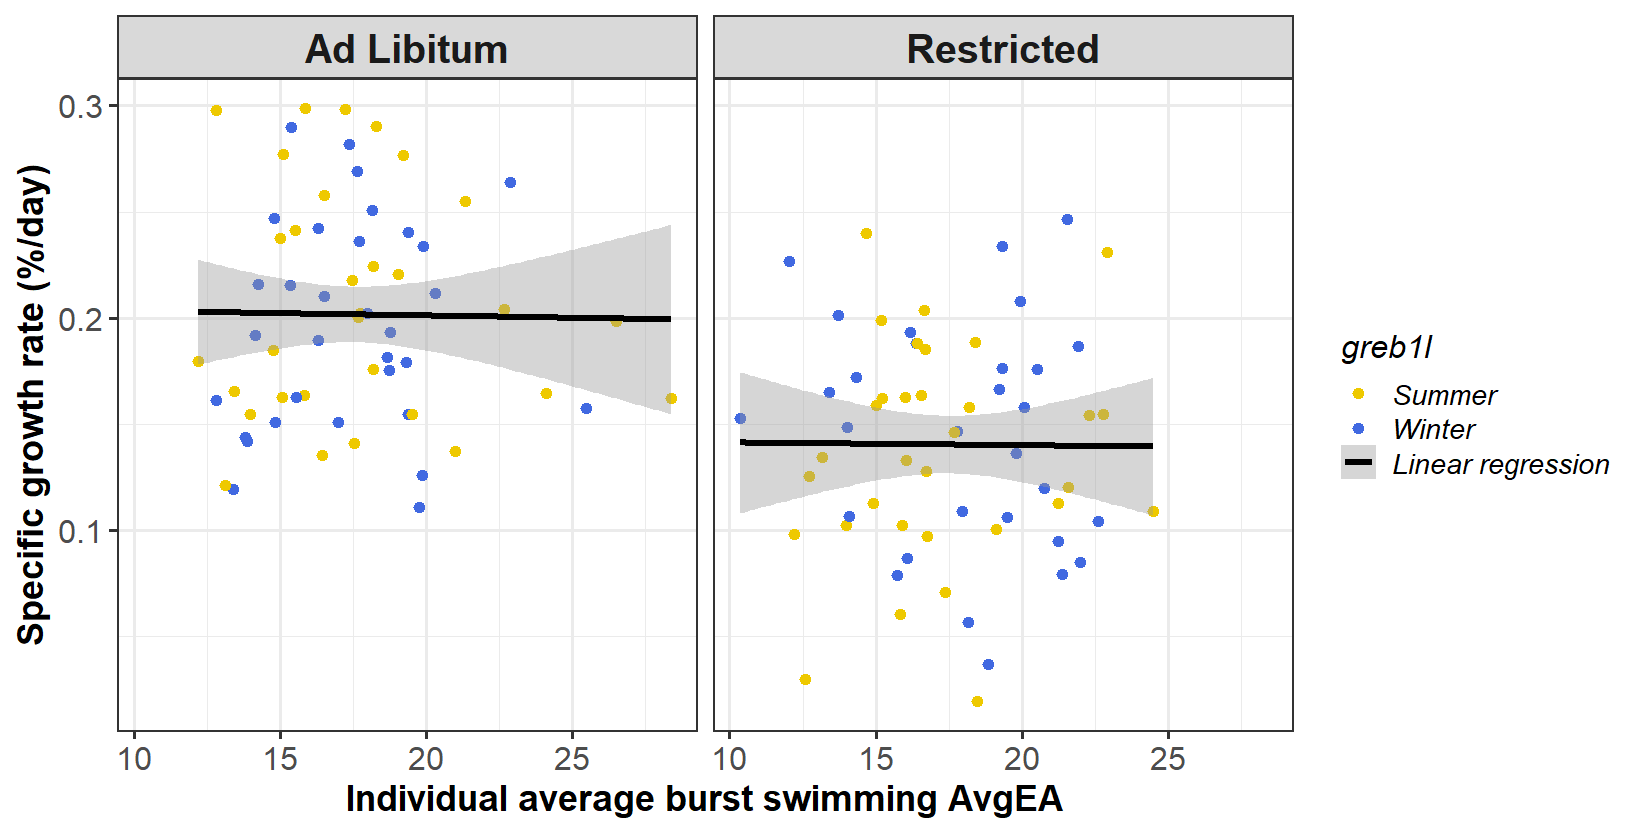 Ad Libitum
Restricted
Specific growth rate (%/day)
0.3
0.2
0.1
10 15 20 25
10 15 20 25
Individual average burst swimming AvgEA
greb1l
Summer
Winter
Linear regression